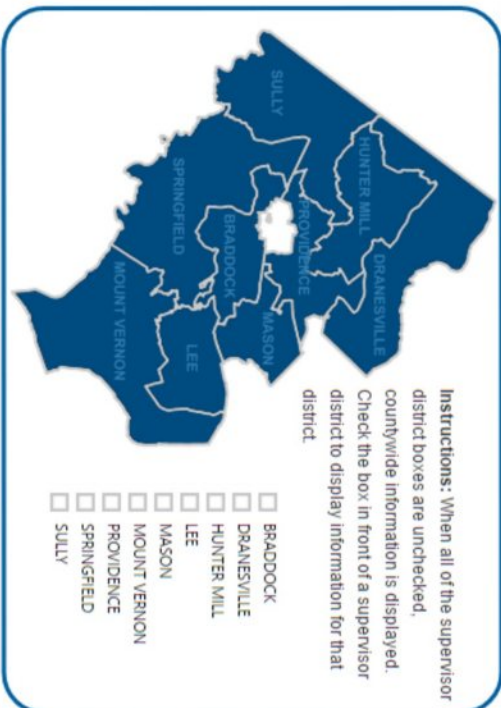 Instructions: When all of the supervisor
district boxes are unchecked,
countywide information is displayed.
Check the box in front of a supervisor
district to display information for that
district.
SULLY
HUNTER MILL
DRANESVILLE
PROVIDENCE
SPRINGFIELD
BRADDOCK
MASON
LEE
MOUNT VERNON
BRADDOCK
DRANESVILLE
HUNTER MILL
LEE
MASON
MOUNT VERNON
PROVIDENCE
SPRINGFIELD
SULLY